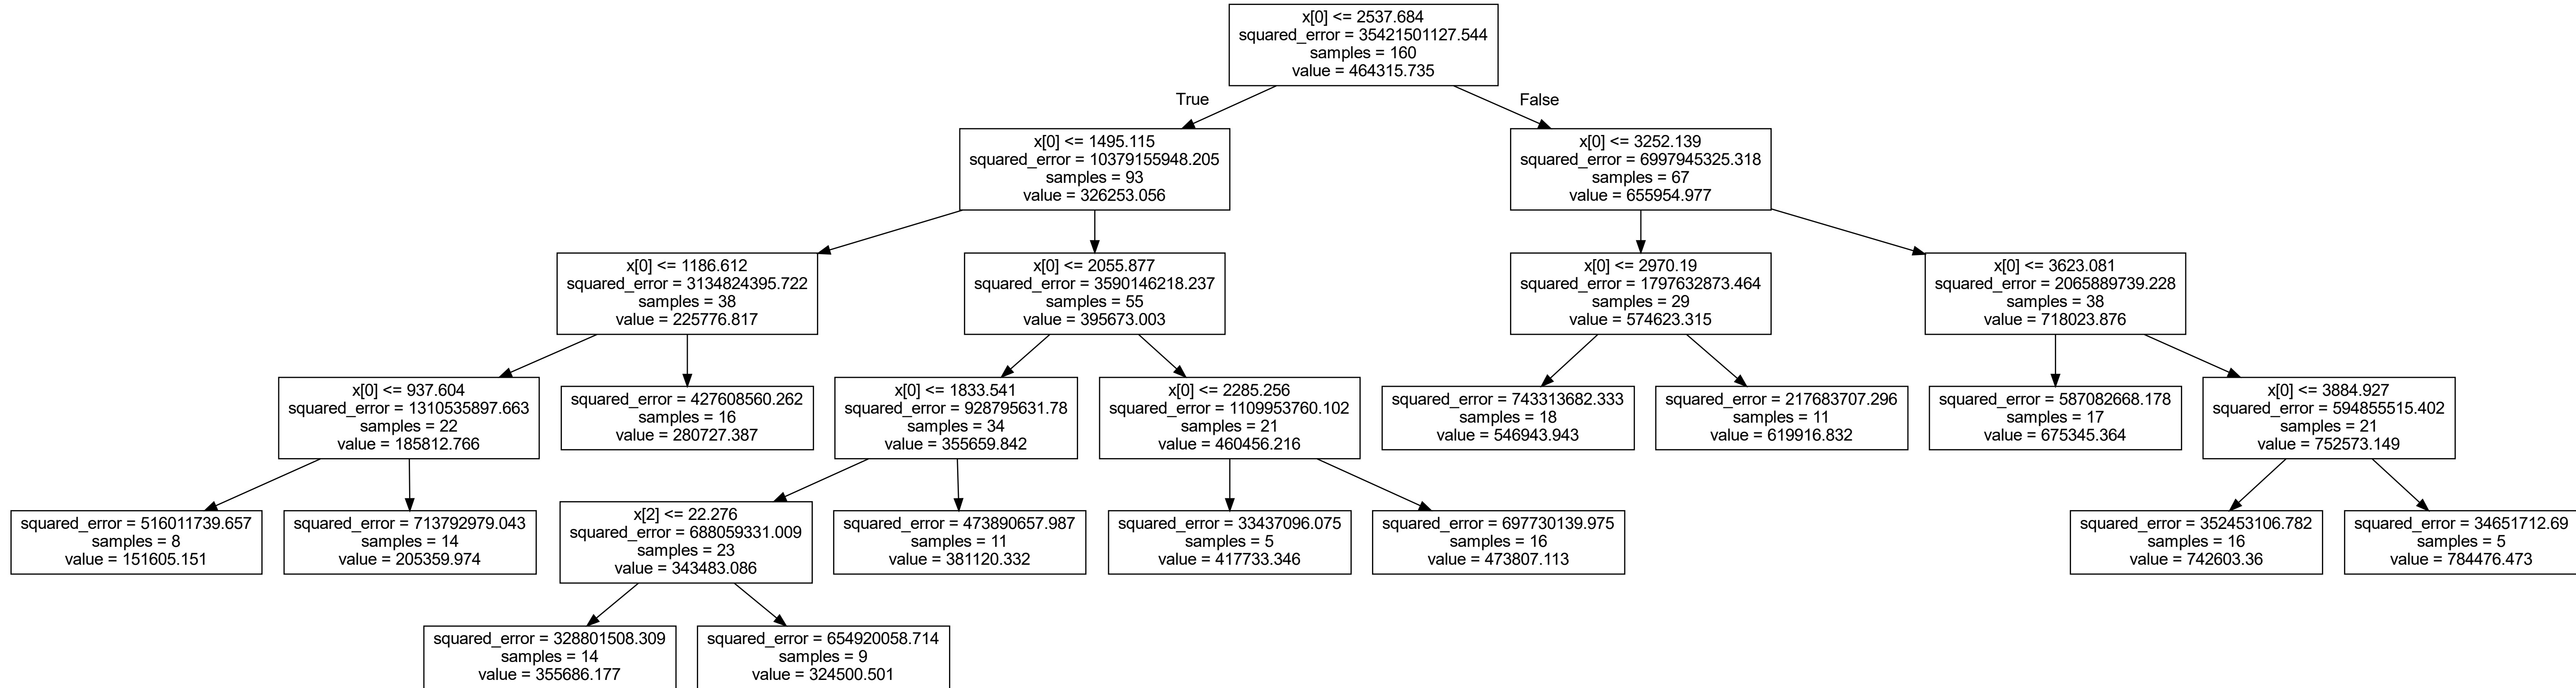 x[0] <= 2537.684
squared_error = 35421501127.544
samples = 160
value = 464315.735
True
False
x[0] <= 1495.115
squared_error = 10379155948.205
samples = 93
value = 326253.056
x[0] <= 3252.139
squared_error = 6997945325.318
samples = 67
value = 655954.977
x[0] <= 1186.612
squared_error = 3134824395.722
samples = 38
value = 225776.817
x[0] <= 2055.877
squared_error = 3590146218.237
samples = 55
value = 395673.003
x[0] <= 2970.19
squared_error = 1797632873.464
samples = 29
value = 574623.315
x[0] <= 3623.081
squared_error = 2065889739.228
samples = 38
value = 718023.876
x[0] <= 937.604
squared_error = 1310535897.663
samples = 22
value = 185812.766
squared_error = 427608560.262
samples = 16
value = 280727.387
x[0] <= 1833.541
squared_error = 928795631.78
samples = 34
value = 355659.842
x[0] <= 2285.256
squared_error = 1109953760.102
samples = 21
value = 460456.216
squared_error = 743313682.333
samples = 18
value = 546943.943
squared_error = 217683707.296
samples = 11
value = 619916.832
squared_error = 587082668.178
samples = 17
value = 675345.364
x[0] <= 3884.927
squared_error = 594855515.402
samples = 21
value = 752573.149
squared_error = 516011739.657
samples = 8
value = 151605.151
squared_error = 713792979.043
samples = 14
value = 205359.974
x[2] <= 22.276
squared_error = 688059331.009
samples = 23
value = 343483.086
squared_error = 473890657.987
samples = 11
value = 381120.332
squared_error = 33437096.075
samples = 5
value = 417733.346
squared_error = 697730139.975
samples = 16
value = 473807.113
squared_error = 352453106.782
samples = 16
value = 742603.36
squared_error = 34651712.69
samples = 5
value = 784476.473
squared_error = 328801508.309
samples = 14
value = 355686.177
squared_error = 654920058.714
samples = 9
value = 324500.501